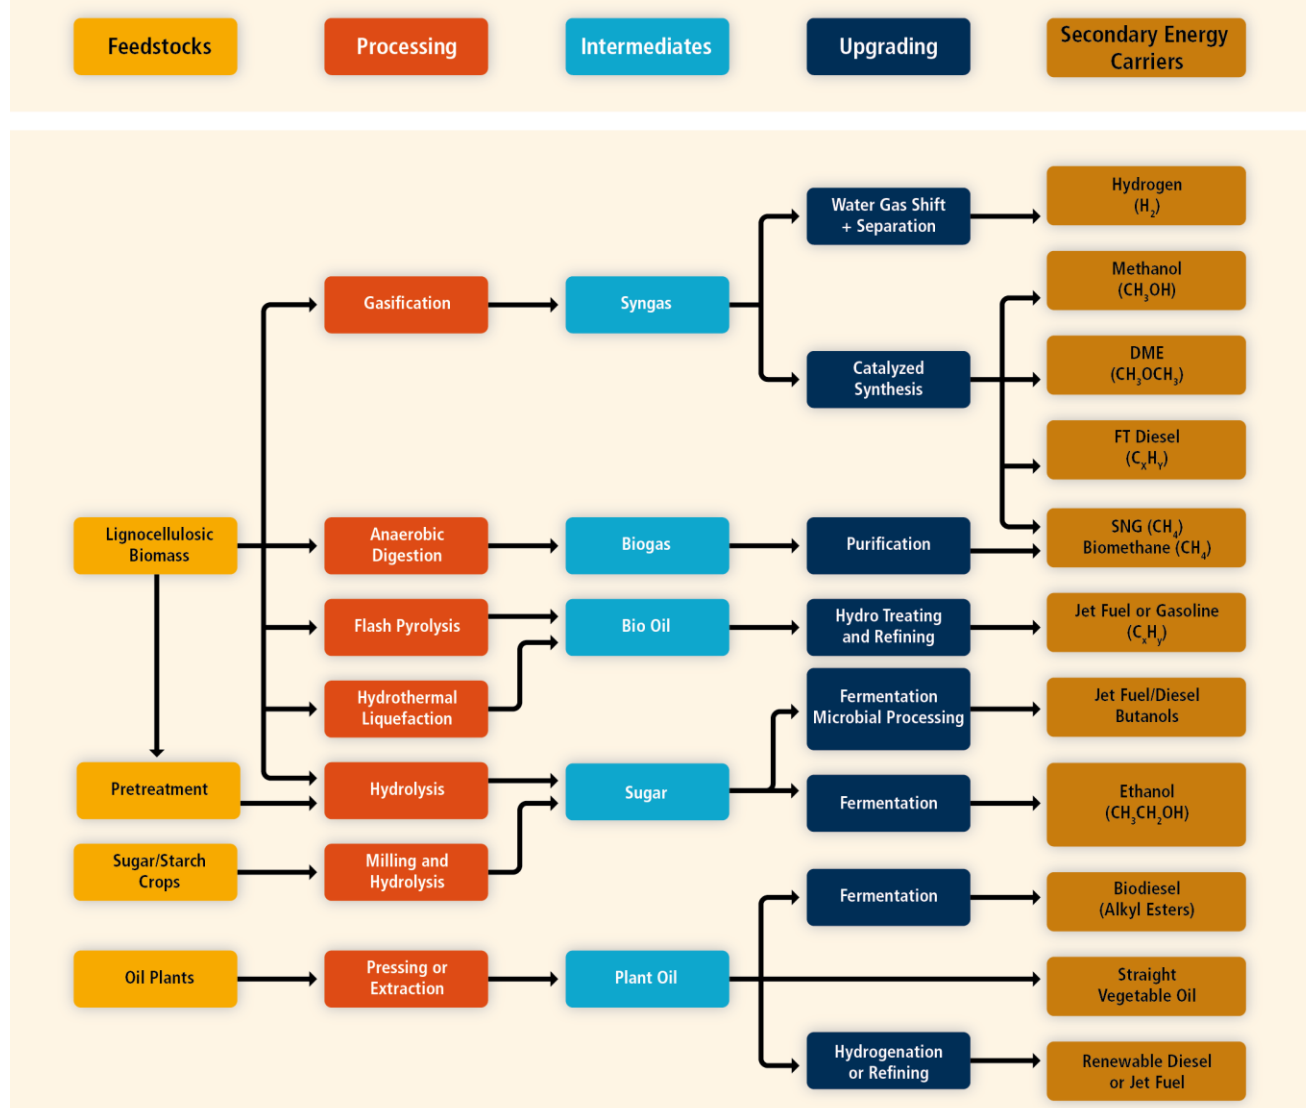 Feedstocks
Processing
Intermediates
Upgrading
Secondary Energy
Carriers
Hydrogen
(H₂)
Water Gas Shift
+ Separation
Methanol
(CH₃OH)
Gasification
Syngas
DME
(CH₃OCH₃)
Catalyzed
Synthesis
FT Diesel
(CₓHᵧ)
Lignocellulosic
Biomass
Anaerobic
Digestion
Biogas
Purification
SNG (CH₄)
Biomethane (CH₄)
Flash Pyrolysis
Bio Oil
Hydro Treating
and Refining
Jet Fuel or Gasoline
(CₓHᵧ)
Hydrothermal
Liquefaction
Fermentation
Microbial Processing
Jet Fuel/Diesel
Butanols
Pretreatment
Hydrolysis
Sugar
Fermentation
Ethanol
(CH₃CH₂OH)
Sugar/Starch
Crops
Milling and
Hydrolysis
Fermentation
Biodiesel
(Alkyl Esters)
Oil Plants
Pressing or
Extraction
Plant Oil
Straight
Vegetable Oil
Hydrogenation
or Refining
Renewable Diesel
or Jet Fuel